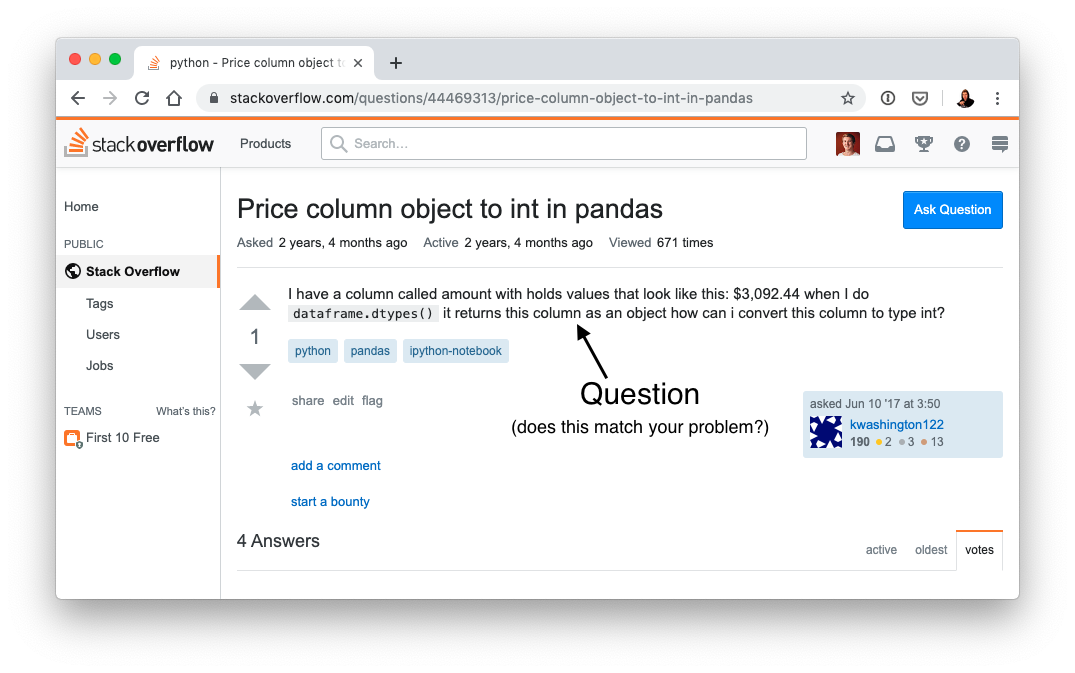 python - Price column object to
stackoverflow.com/questions/44469313/price-column-object-to-int-in-pandas
stackoverflow
Products
Search...
Home
PUBLIC
Stack Overflow
Tags
Users
Jobs
TEAMS
What's this?
First 10 Free
Price column object to int in pandas
Ask Question
Asked 2 years, 4 months ago Active 2 years, 4 months ago Viewed 671 times
1
I have a column called amount with holds values that look like this: $3,092.44 when I do
dataframe.dtypes() it returns this column as an object how can i convert this column to type int?
python pandas ipython-notebook
Question
(does this match your problem?)
share edit flag
asked Jun 10 '17 at 3:50
kwashington122
190 2 3 13
add a comment
start a bounty
4 Answers
active oldest votes